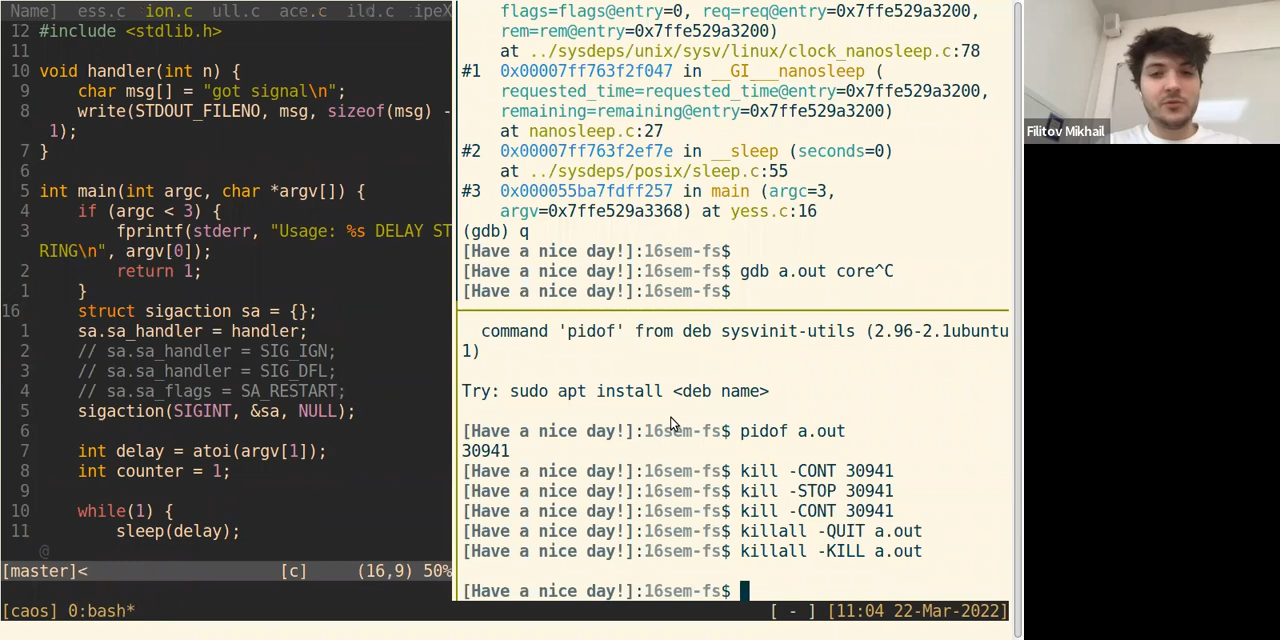 Name] ess.c ion.c ull.c ace.c ild.c ipeX
12 #include <stdlib.h>
11
10 void handler(int n) {
9 char msg[] = "got signal\n";
8 write(STDOUT_FILENO, msg, sizeof(msg) -
1);
7 }
6
5 int main(int argc, char *argv[]) {
4 if (argc < 3) {
3 fprintf(stderr, "Usage: %s DELAY ST
RING\n", argv[0]);
2 return 1;
1 }
16 struct sigaction sa = {};
1 sa.sa_handler = handler;
2 // sa.sa_handler = SIG_IGN;
3 // sa.sa_handler = SIG_DFL;
4 // sa.sa_flags = SA_RESTART;
5 sigaction(SIGINT, &sa, NULL);
6
7 int delay = atoi(argv[1]);
8 int counter = 1;
9
10 while(1) {
11 sleep(delay);
@
[master]< [c] (16,9) 50%
flags=flags@entry=0, req=req@entry=0x7ffe529a3200,
rem=rem@entry=0x7ffe529a3200)
at ../sysdeps/unix/sysv/linux/clock_nanosleep.c:78
#1 0x00007ff763f2f047 in __GI___nanosleep (
requested_time=requested_time@entry=0x7ffe529a3200,
remaining=remaining@entry=0x7ffe529a3200)
at nanosleep.c:27
#2 0x00007ff763f2ef7e in __sleep (seconds=0)
at ../sysdeps/posix/sleep.c:55
#3 0x000055ba7fdff257 in main (argc=3,
argv=0x7ffe529a3368) at yess.c:16
(gdb) q
[Have a nice day!]:16sem-fs$
[Have a nice day!]:16sem-fs$ gdb a.out core^C
[Have a nice day!]:16sem-fs$
command 'pidof' from deb sysvinit-utils (2.96-2.1ubuntu
1)
Try: sudo apt install <deb name>
[Have a nice day!]:16sem-fs$ pidof a.out
30941
[Have a nice day!]:16sem-fs$ kill -CONT 30941
[Have a nice day!]:16sem-fs$ kill -STOP 30941
[Have a nice day!]:16sem-fs$ kill -CONT 30941
[Have a nice day!]:16sem-fs$ killall -QUIT a.out
[Have a nice day!]:16sem-fs$ killall -KILL a.out
[Have a nice day!]:16sem-fs$
[caos] 0:bash* [ - ] [11:04 22-Mar-2022]
Filitov Mikhail